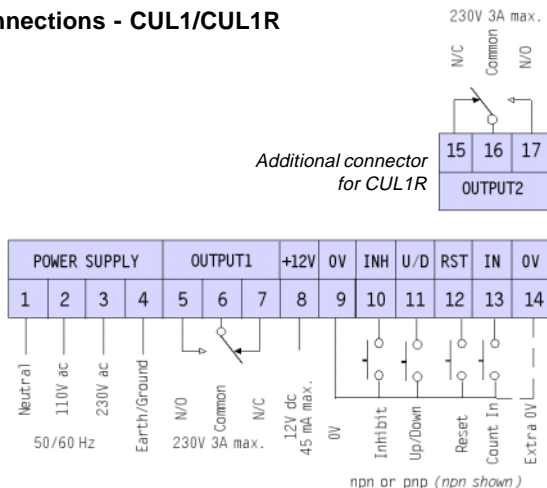 nnections - CUL1/CUL1R
230V 3A max.
N/C
Common
N/O
Additional connector
for CUL1R
15 16 17
OUTPUT2
POWER SUPPLY OUTPUT1 +12V 0V INH U/D RST IN 0V
1 2 3 4 5 6 7 8 9 10 11 12 13 14
Neutral
110V ac
230V ac
Earth/Ground
N/O
Common
N/C
12V dc
45 mA max.
0V
Inhibit
Up/Down
Reset
Count In
Extra 0V
50/60 Hz
230V 3A max.
npn or pnp (npn shown)